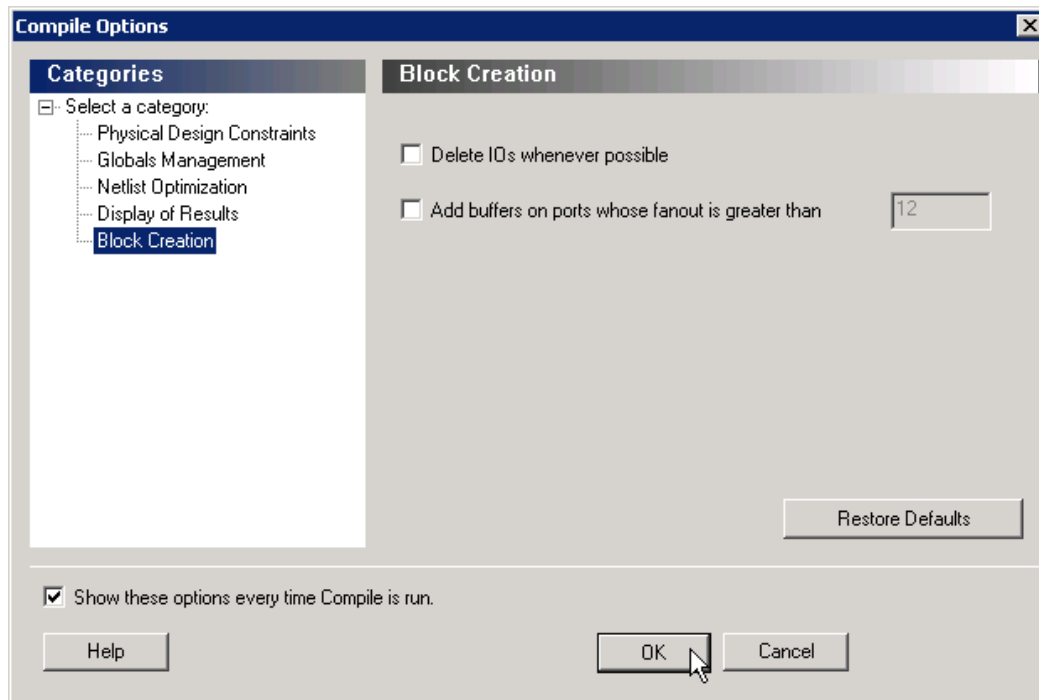 Compile Options
Categories
Select a category:
Physical Design Constraints
Globals Management
Netlist Optimization
Display of Results
Block Creation
Block Creation
Delete IOs whenever possible
Add buffers on ports whose fanout is greater than 12
Restore Defaults
Show these options every time Compile is run.
Help
OK
Cancel